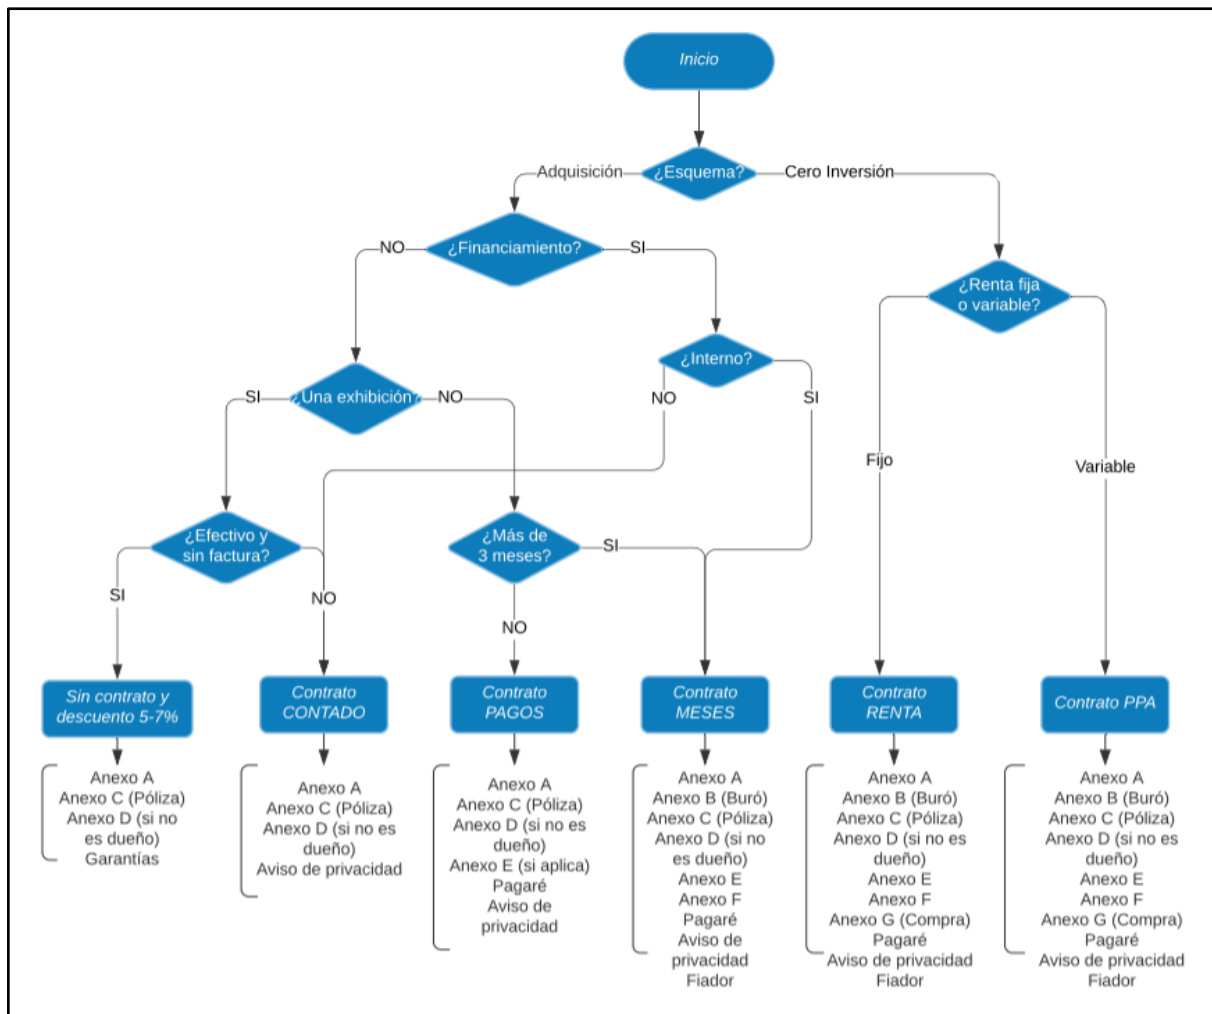 Inicio
¿Esquema?
Adquisición
Cero Inversión
¿Financiamiento?
NO
SI
¿Renta fija
o variable?
¿Interno?
NO
SI
¿Una exhibición?
SI
NO
Fijo
Variable
¿Efectivo y
sin factura?
SI
NO
¿Más de
3 meses?
SI
NO
Sin contrato y
descuento 5-7%
Contrato
CONTADO
Contrato
PAGOS
Contrato
MESES
Contrato
RENTA
Contrato PPA
Anexo A
Anexo C (Póliza)
Anexo D (si no
es dueño)
Garantías
Anexo A
Anexo C (Póliza)
Anexo D (si no es
dueño)
Aviso de privacidad
Anexo A
Anexo C (Póliza)
Anexo D (si no es
dueño)
Anexo E (si aplica)
Pagaré
Aviso de
privacidad
Anexo A
Anexo B (Buró)
Anexo C (Póliza)
Anexo D (si no
es dueño)
Anexo E
Anexo F
Pagaré
Aviso de
privacidad
Fiador
Anexo A
Anexo B (Buró)
Anexo C (Póliza)
Anexo D (si no es
dueño)
Anexo E
Anexo F
Anexo G (Compra)
Pagaré
Aviso de privacidad
Fiador
Anexo A
Anexo B (Buró)
Anexo C (Póliza)
Anexo D (si no es
dueño)
Anexo E
Anexo F
Anexo G (Compra)
Pagaré
Aviso de privacidad
Fiador